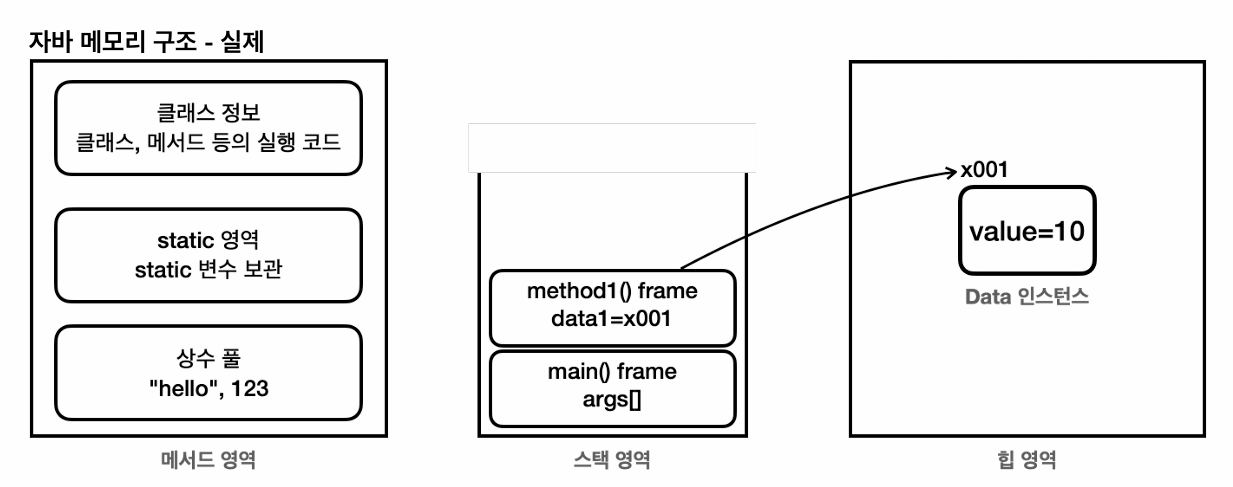 자바 메모리 구조 - 실제
클래스 정보
클래스, 메서드 등의 실행 코드
static 영역
static 변수 보관
상수 풀
"hello", 123
메서드 영역
method1() frame
data1=x001
main() frame
args[]
스택 영역
x001
value=10
Data 인스턴스
힙 영역